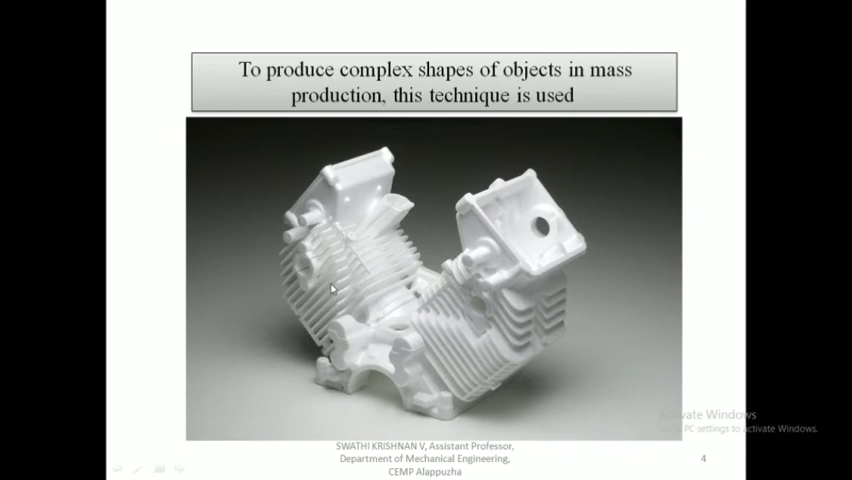 To produce complex shapes of objects in mass
production, this technique is used
Activate Windows
PC settings to activate Windows.
SWATHI KRISHNAN V, Assistant Professor,
Department of Mechanical Engineering,
CEMP Alappuzha
4